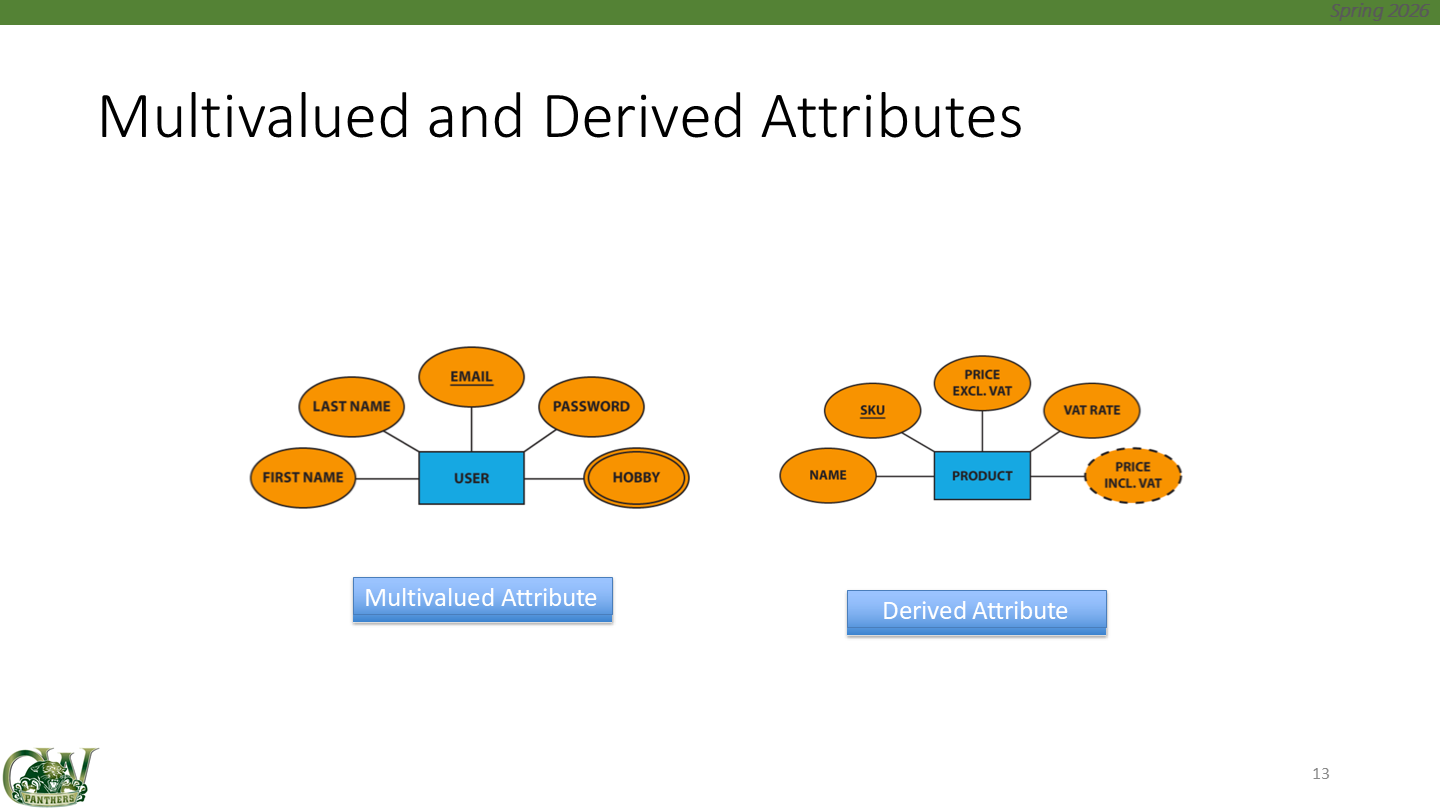 Spring 2026
Multivalued and Derived Attributes
EMAIL
LAST NAME
PASSWORD
FIRST NAME
USER
HOBBY
PRICE
EXCL. VAT
SKU
VAT RATE
NAME
PRODUCT
PRICE
INCL. VAT
Multivalued Attribute
Derived Attribute
OW
PANTHERS
13